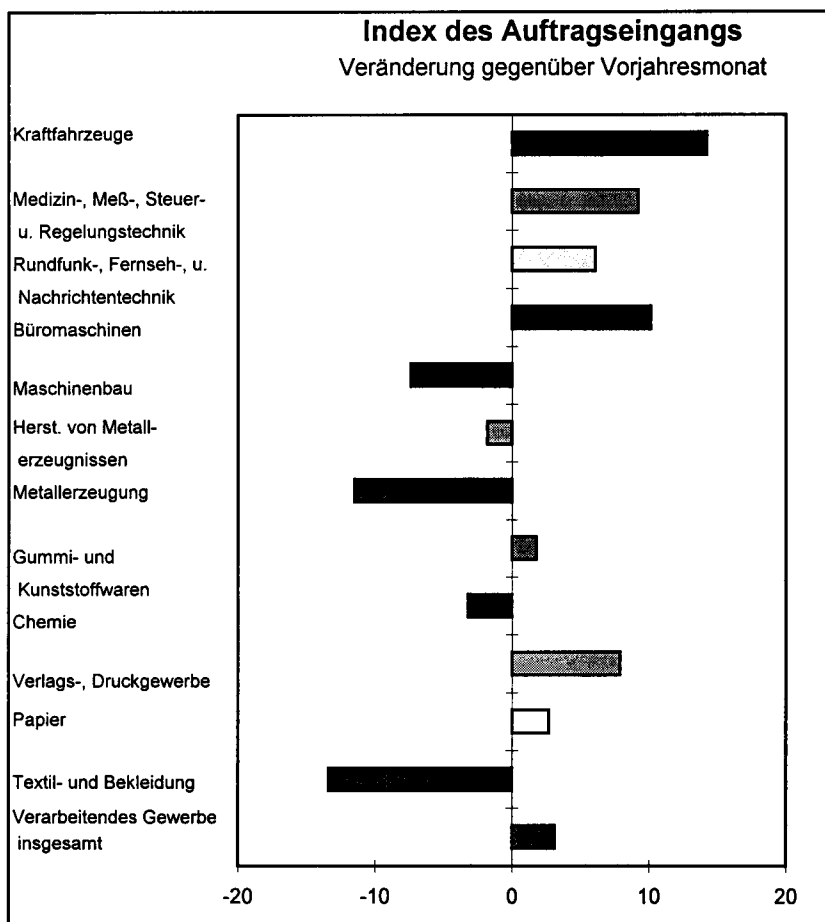 Index des Auftragseingangs
Veränderung gegenüber Vorjahresmonat
Kraftfahrzeuge
Medizin-, Meß-, Steuer-
u. Regelungstechnik
Rundfunk-, Fernseh-, u.
Nachrichtentechnik
Büromaschinen
Maschinenbau
Herst. von Metall-
erzeugnissen
Metallerzeugung
Gummi- und
Kunststoffwaren
Chemie
Verlags-, Druckgewerbe
Papier
Textil- und Bekleidung
Verarbeitendes Gewerbe
insgesamt
-20 -10 0 10 20